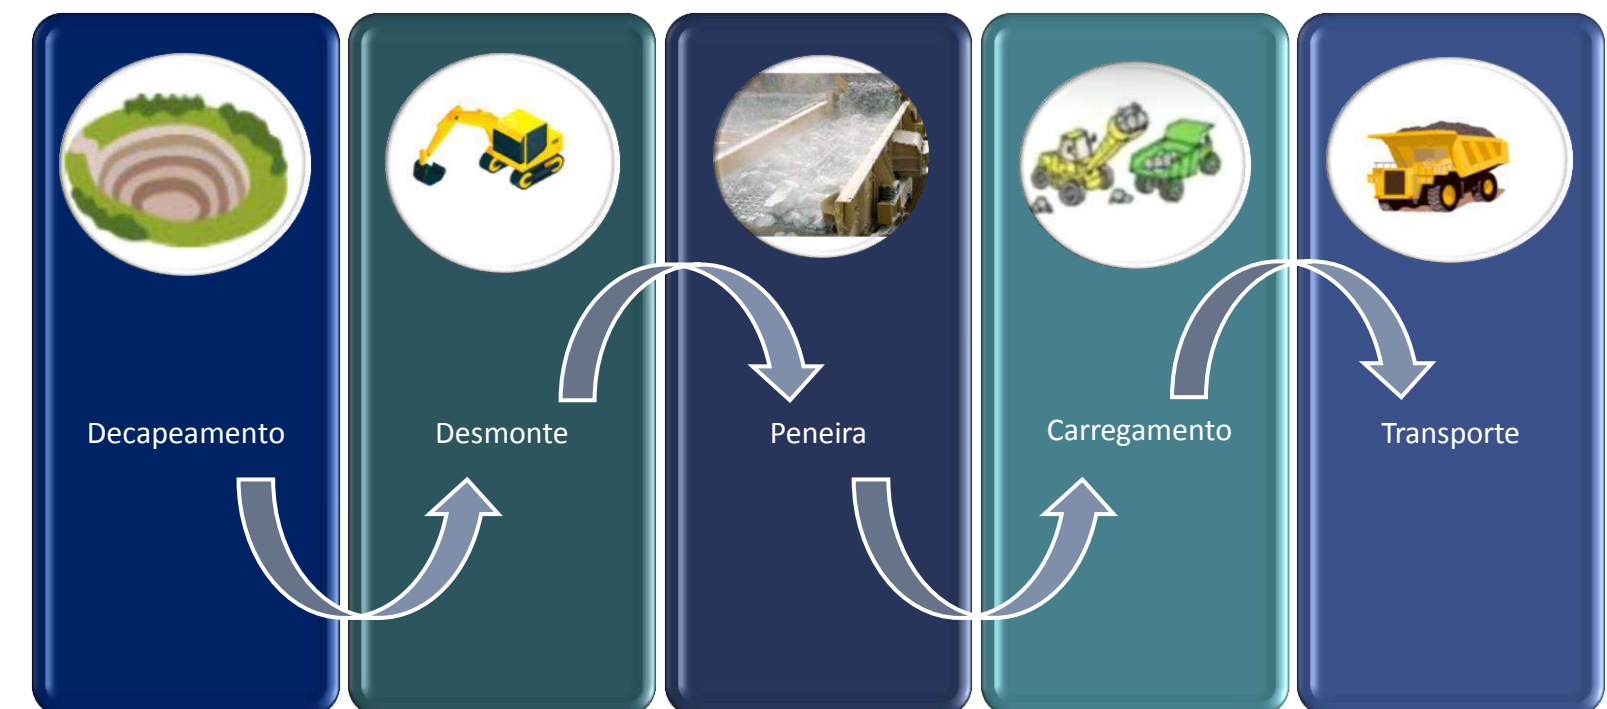 Decapeamento
Desmonte
Peneira
Carregamento
Transporte